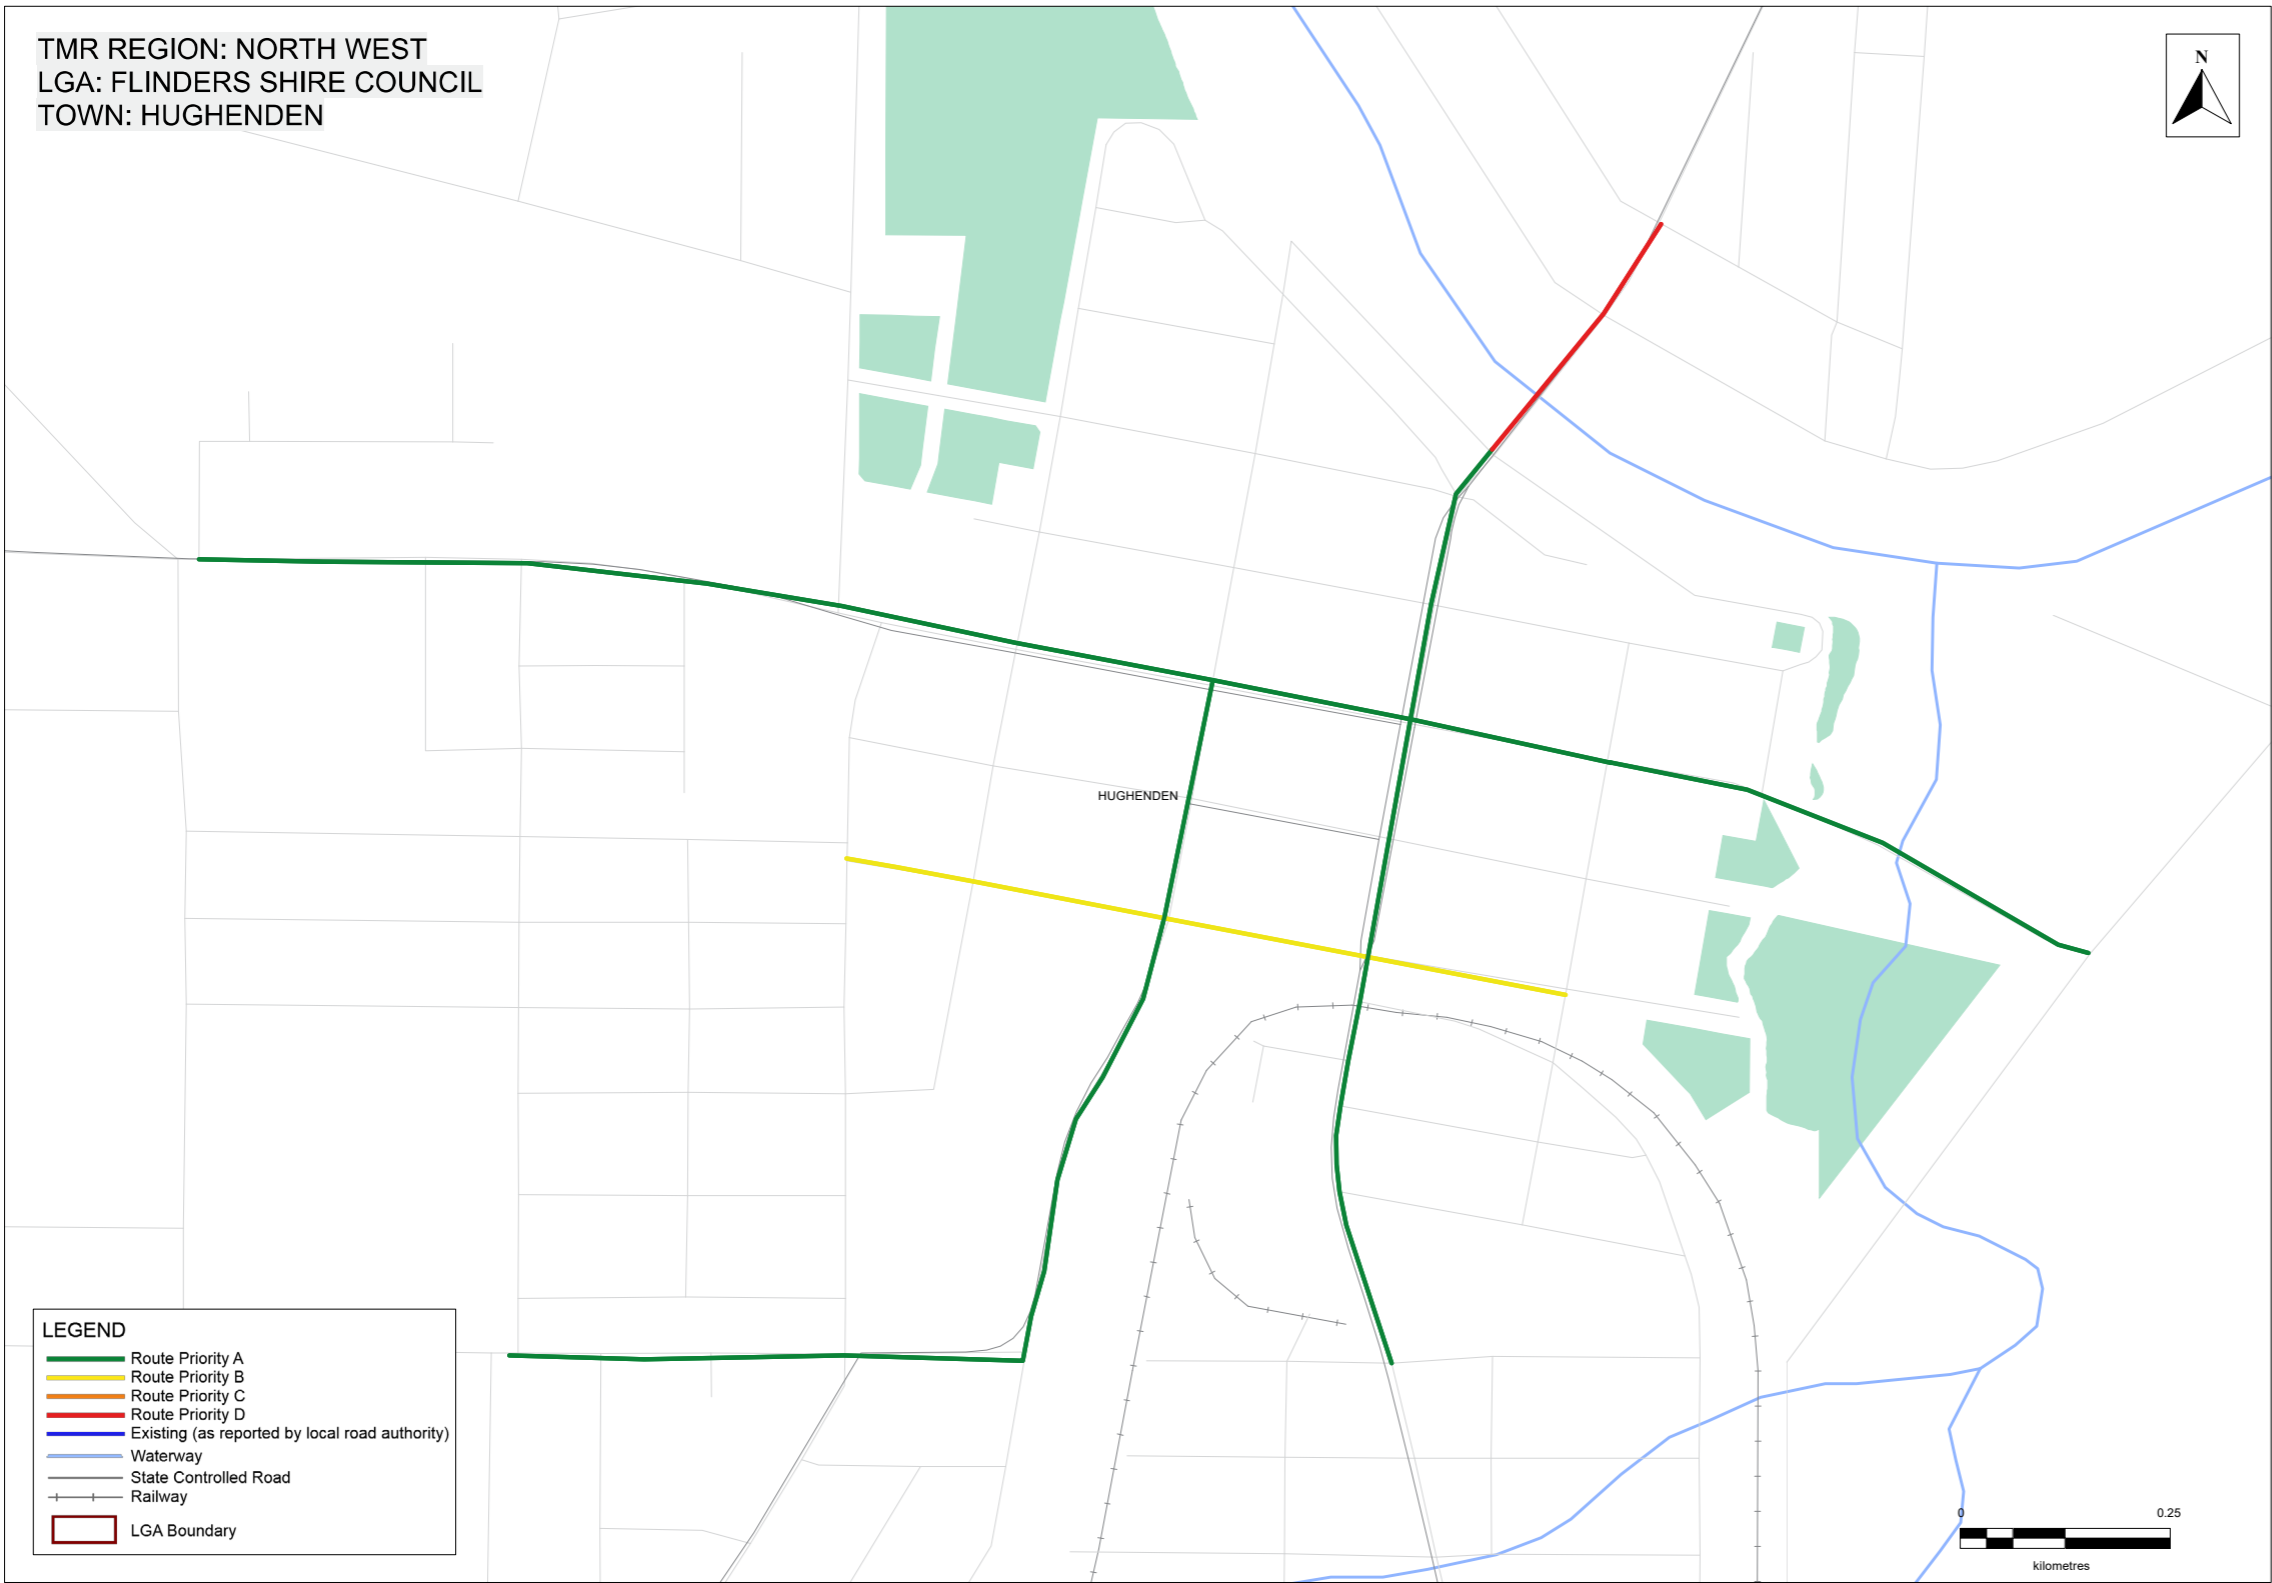 TMR REGION: NORTH WEST
LGA: FLINDERS SHIRE COUNCIL
TOWN: HUGHENDEN
N
HUGHENDEN
LEGEND
Route Priority A
Route Priority B
Route Priority C
Route Priority D
Existing (as reported by local road authority)
Waterway
State Controlled Road
Railway
LGA Boundary
0 0.25
kilometres